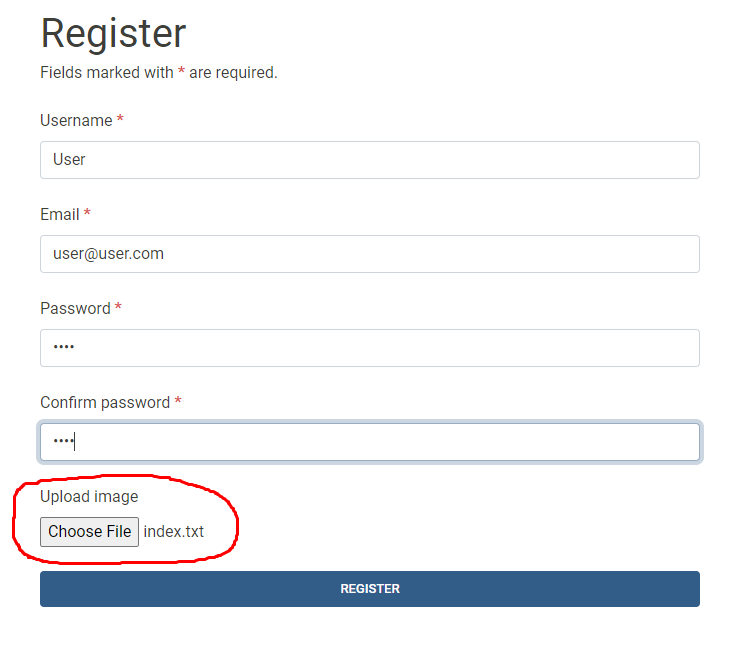 Register
Fields marked with * are required.
Username *
User
Email *
user@user.com
Password *
••••
Confirm password *
••••
Upload image
Choose File index.txt
REGISTER